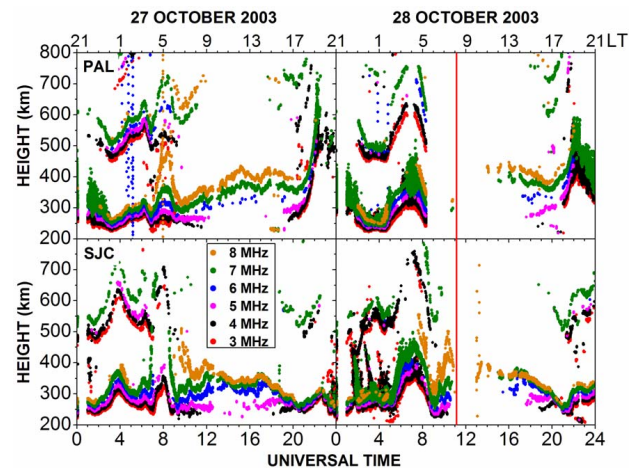 27 OCTOBER 2003 28 OCTOBER 2003
21 1 5 9 13 17 21 1 5 9 13 17 21 LT
800
700
600
500
400
300
200
HEIGHT (km)
PAL
700
600
500
400
300
200
HEIGHT (km)
SJC
8 MHz
7 MHz
6 MHz
5 MHz
4 MHz
3 MHz
0 4 8 12 16 20 0 4 8 12 16 20 24
UNIVERSAL TIME